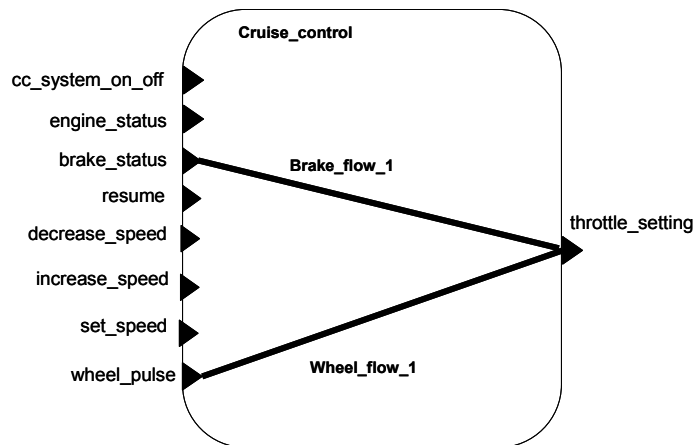 Cruise_control
cc_system_on_off
engine_status
brake_status
Brake_flow_1
resume
throttle_setting
decrease_speed
increase_speed
set_speed
wheel_pulse
Wheel_flow_1